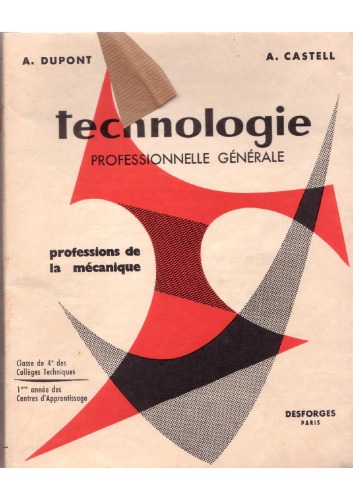 A. DUPONT
A. CASTELL
technologie
PROFESSIONNELLE GÉNÉRALE
professions de
la mécanique
Classe de 4e des
Collèges Techniques
1ère année des
Centres d'Apprentissage
DESFORGES
PARIS